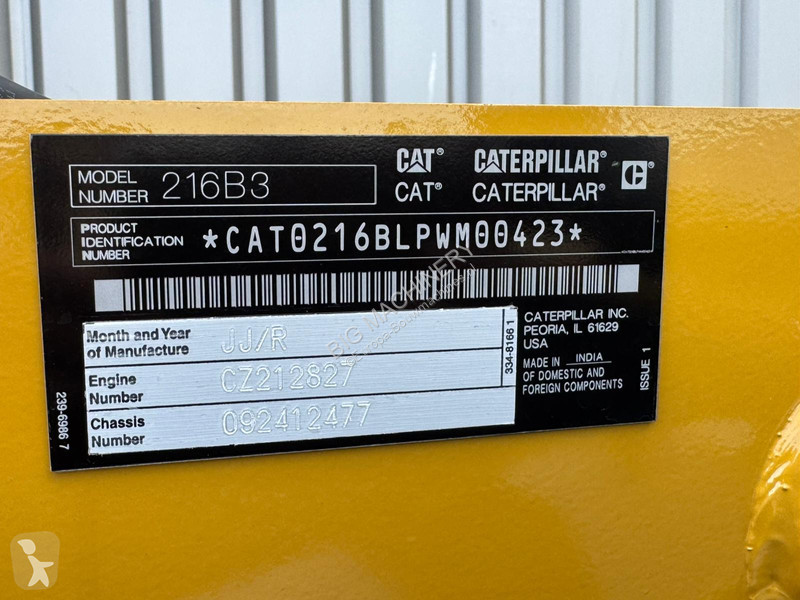 MODEL NUMBER 216B3
CAT® CATERPILLAR®
CAT® CATERPILLAR®
C
PRODUCT IDENTIFICATION NUMBER *CAT0216BLPWM00423*
Month and Year of Manufacture JJ/R
Engine Number CZ212827
Chassis Number 092412477
334-8166 1
CATERPILLAR INC.
PEORIA, IL 61629
USA
MADE IN INDIA
OF DOMESTIC AND
FOREIGN COMPONENTS
ISSUE 1
239-6986 7
BIG MACHINERY